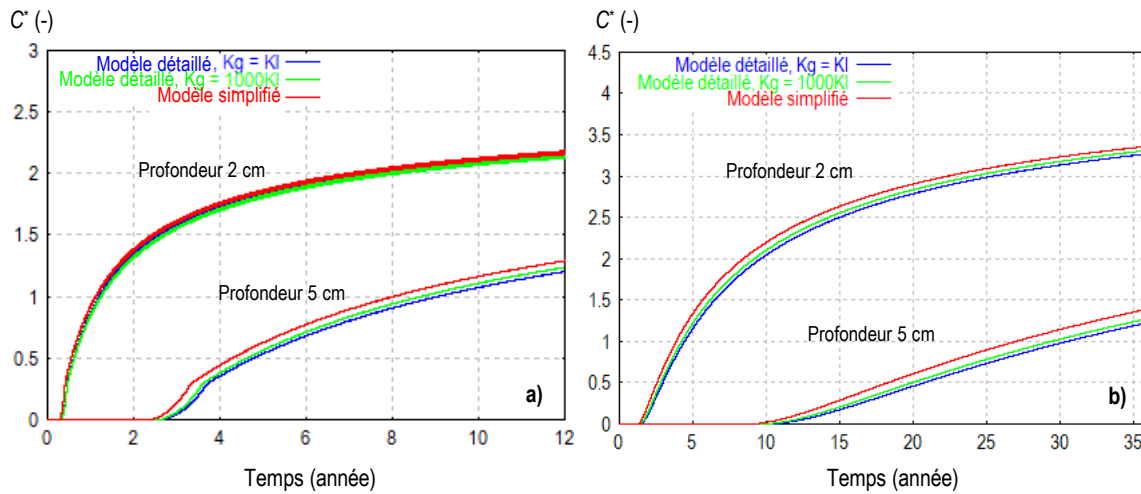 C* (-)
3
2.5
2
1.5
1
0.5
0
Modèle détaillé, Kg = Kl
Modèle détaillé, Kg = 1000Kl
Modèle simplifié
Profondeur 2 cm
Profondeur 5 cm
a)
0 2 4 6 8 10 12
Temps (année)
C* (-)
4.5
4
3.5
3
2.5
2
1.5
1
0.5
0
Modèle détaillé, Kg = Kl
Modèle détaillé, Kg = 1000Kl
Modèle simplifié
Profondeur 2 cm
Profondeur 5 cm
b)
0 5 10 15 20 25 30 35
Temps (année)